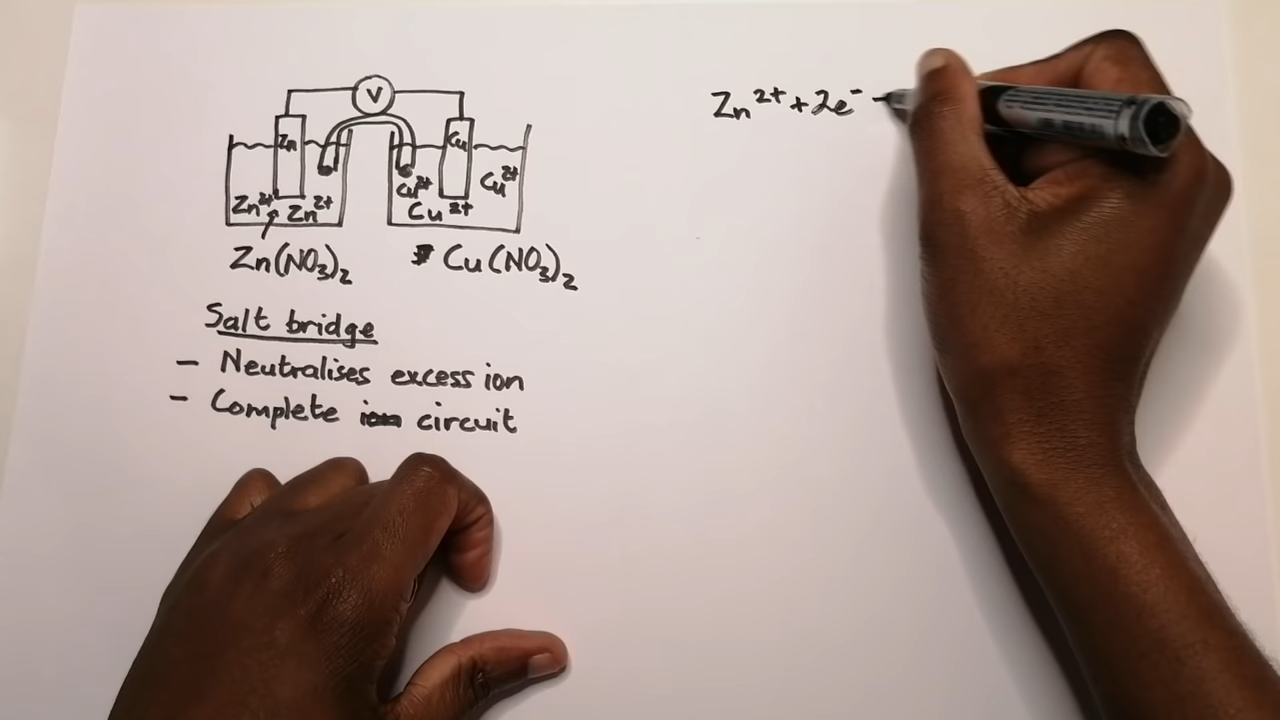 V
Zn
Cu
Zn²⁺ Zn²⁺
Cu²⁺
Cu²⁺
Cu²⁺
Zn(NO₃)₂
Cu(NO₃)₂
Salt bridge
– Neutralises excess ion
– Complete circuit
Zn²⁺ + 2e⁻